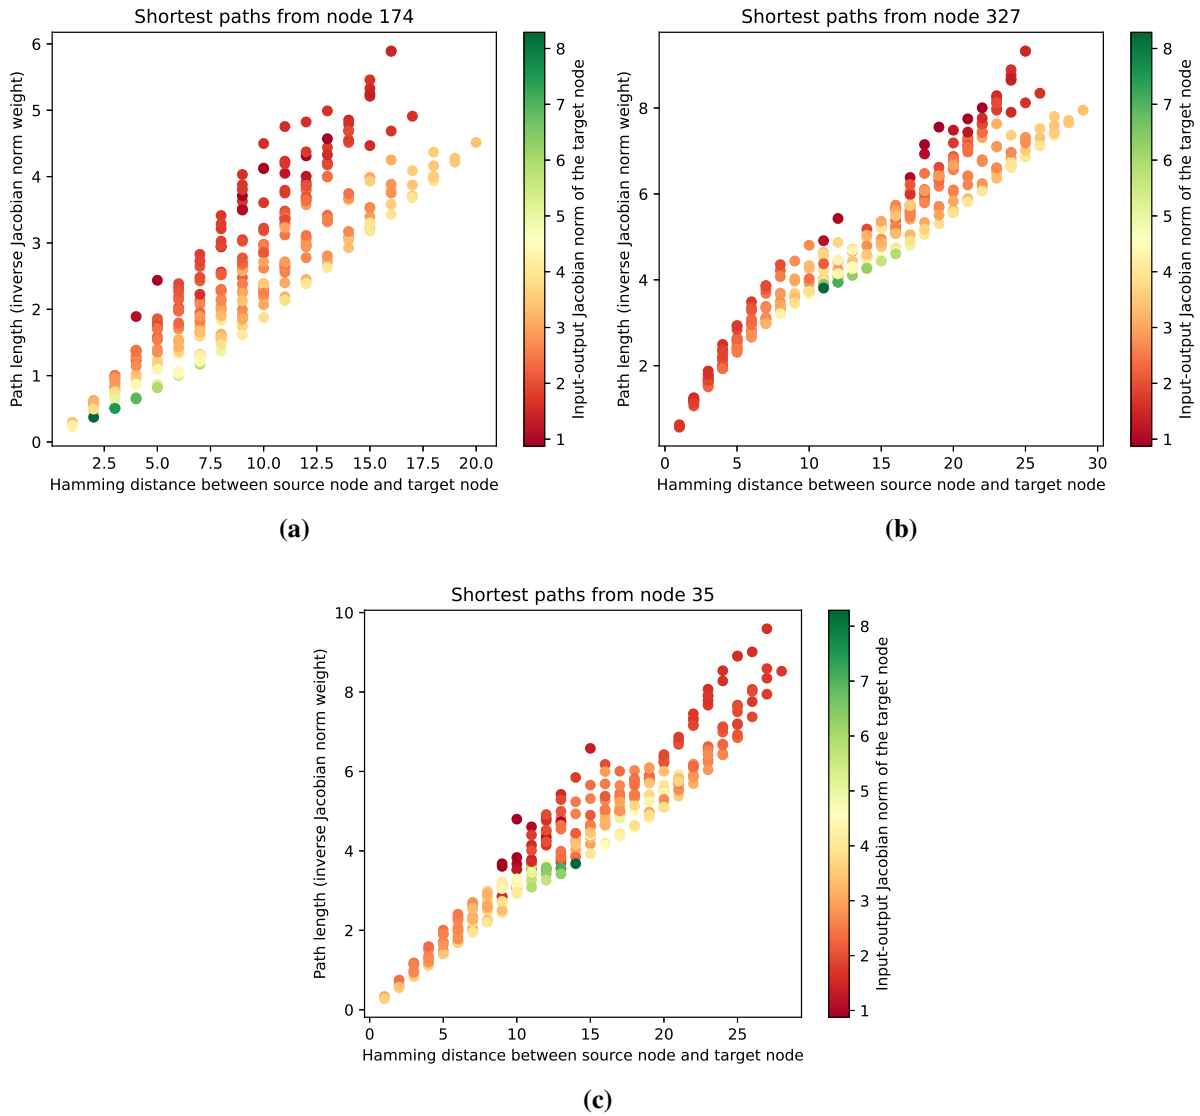 Shortest paths from node 174
Path length (inverse Jacobian norm weight)
6
5
4
3
2
1
0
2.5 5.0 7.5 10.0 12.5 15.0 17.5 20.0
Hamming distance between source node and target node
8
7
6
5
4
3
2
1
Input-output Jacobian norm of the target node
(a)
Shortest paths from node 327
Path length (inverse Jacobian norm weight)
8
6
4
2
0 5 10 15 20 25 30
Hamming distance between source node and target node
8
7
6
5
4
3
2
1
Input-output Jacobian norm of the target node
(b)
Shortest paths from node 35
Path length (inverse Jacobian norm weight)
10
8
6
4
2
0
0 5 10 15 20 25
Hamming distance between source node and target node
8
7
6
5
4
3
2
1
Input-output Jacobian norm of the target node
(c)